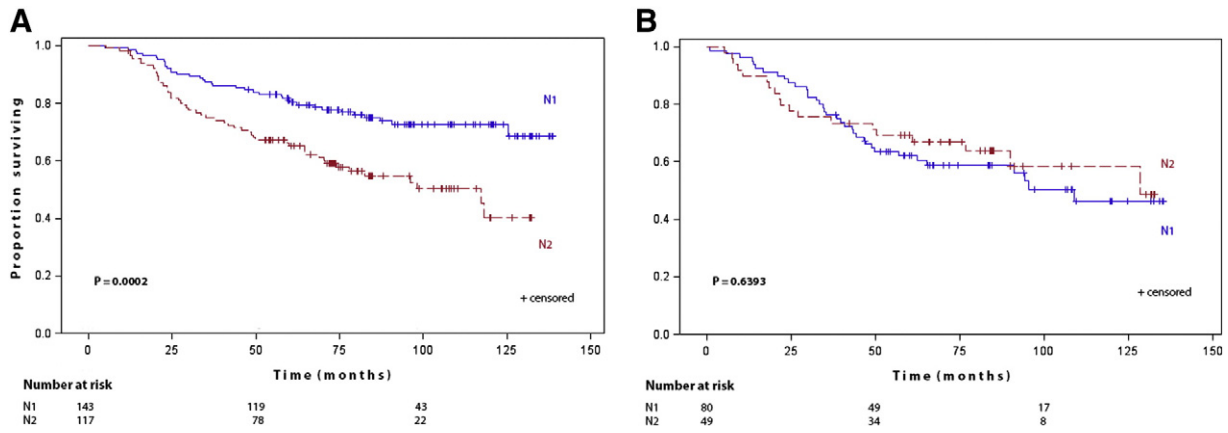 A
Proportion surviving
1.0
0.8
0.6
0.4
0.2
0.0
N1
N2
P = 0.0002
+ censored
0 25 50 75 100 125 150
Time (months)
Number at risk
N1 143 119 43
N2 117 78 22
B
1.0
0.8
0.6
0.4
0.2
0.0
N2
N1
P = 0.6393
+ censored
0 25 50 75 100 125 150
Time (months)
Number at risk
N1 80 49 17
N2 49 34 8